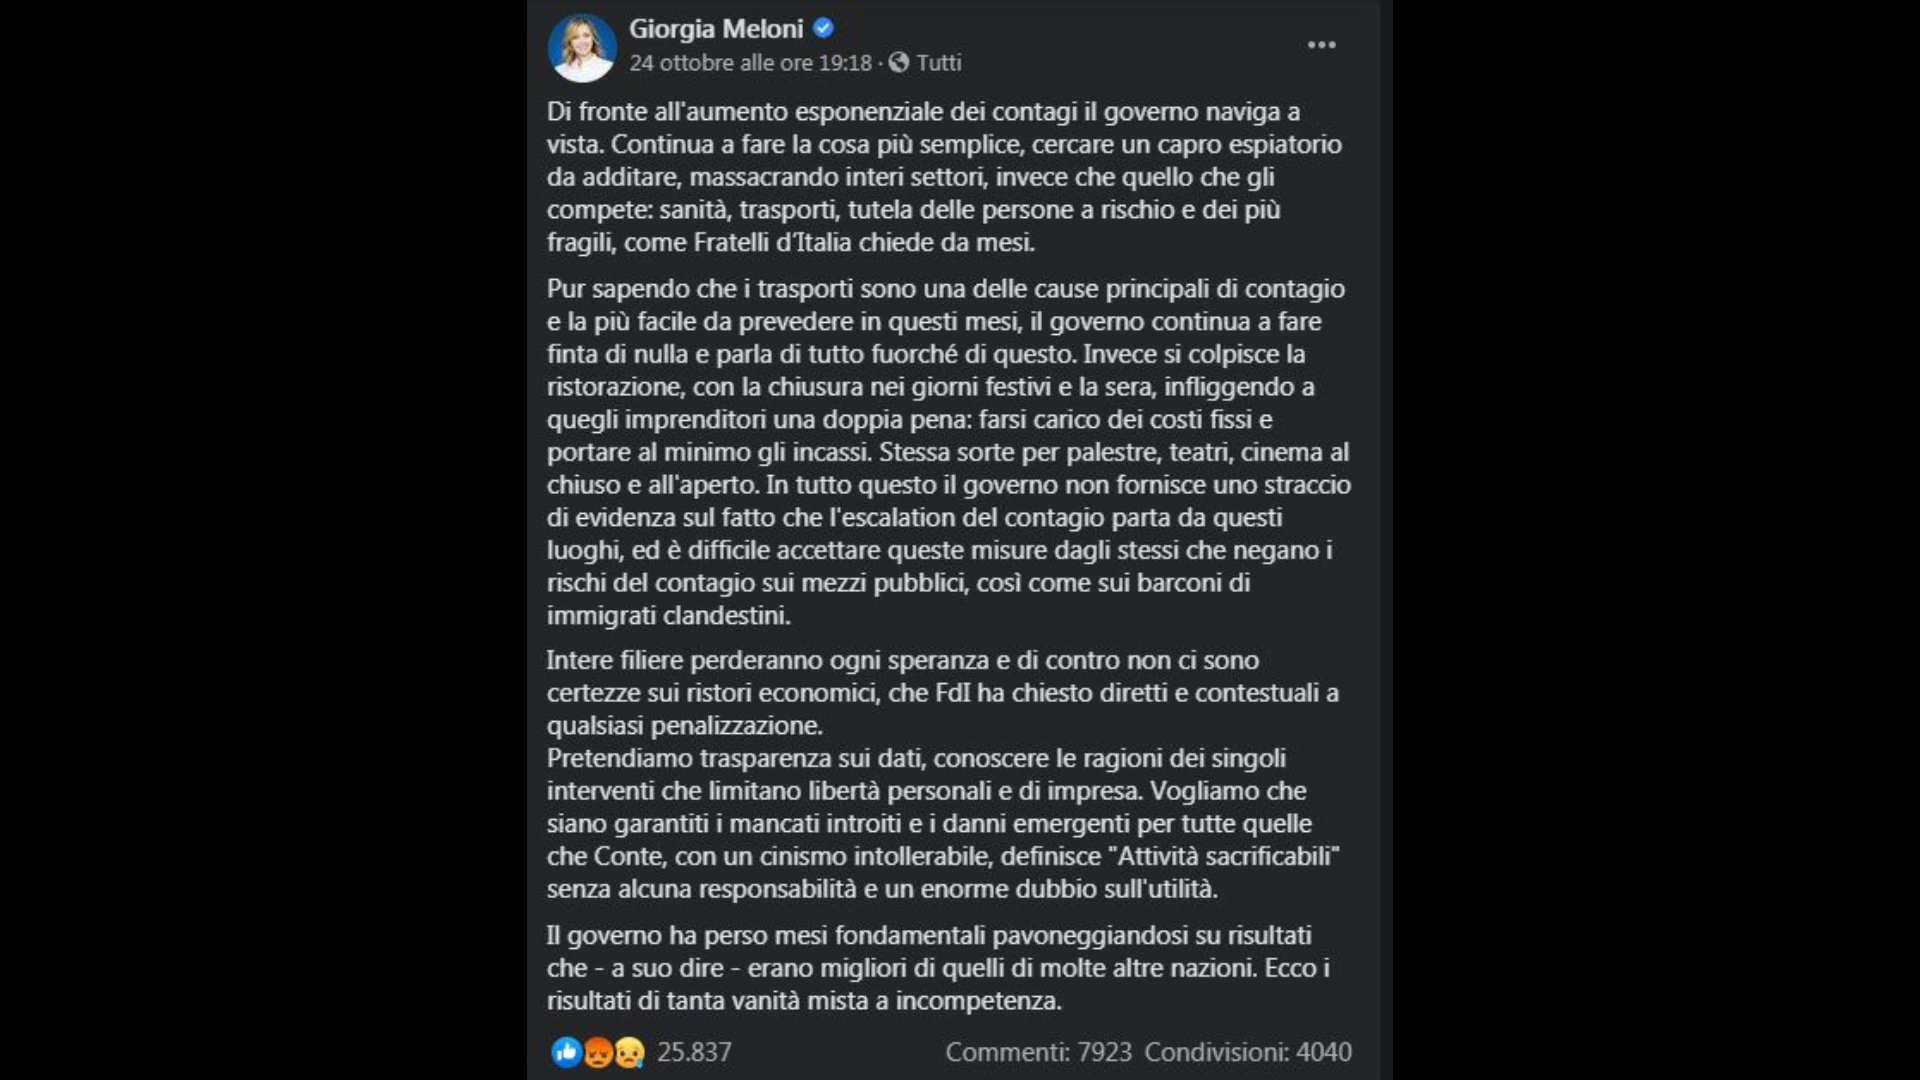 Giorgia Meloni
24 ottobre alle ore 19:18 · Tutti
Di fronte all'aumento esponenziale dei contagi il governo naviga a
vista. Continua a fare la cosa più semplice, cercare un capro espiatorio
da additare, massacrando interi settori, invece che quello che gli
compete: sanità, trasporti, tutela delle persone a rischio e dei più
fragili, come Fratelli d'Italia chiede da mesi.
Pur sapendo che i trasporti sono una delle cause principali di contagio
e la più facile da prevedere in questi mesi, il governo continua a fare
finta di nulla e parla di tutto fuorché di questo. Invece si colpisce la
ristorazione, con la chiusura nei giorni festivi e la sera, infliggendo a
quegli imprenditori una doppia pena: farsi carico dei costi fissi e
portare al minimo gli incassi. Stessa sorte per palestre, teatri, cinema al
chiuso e all'aperto. In tutto questo il governo non fornisce uno straccio
di evidenza sul fatto che l'escalation del contagio parta da questi
luoghi, ed è difficile accettare queste misure dagli stessi che negano i
rischi del contagio sui mezzi pubblici, così come sui barconi di
immigrati clandestini.
Intere filiere perderanno ogni speranza e di contro non ci sono
certezze sui ristori economici, che FdI ha chiesto diretti e contestuali a
qualsiasi penalizzazione.
Pretendiamo trasparenza sui dati, conoscere le ragioni dei singoli
interventi che limitano libertà personali e di impresa. Vogliamo che
siano garantiti i mancati introiti e i danni emergenti per tutte quelle
che Conte, con un cinismo intollerabile, definisce "Attività sacrificabili"
senza alcuna responsabilità e un enorme dubbio sull'utilità.
Il governo ha perso mesi fondamentali pavoneggiandosi su risultati
che - a suo dire - erano migliori di quelli di molte altre nazioni. Ecco i
risultati di tanta vanità mista a incompetenza.
25.837 Commenti: 7923 Condivisioni: 4040